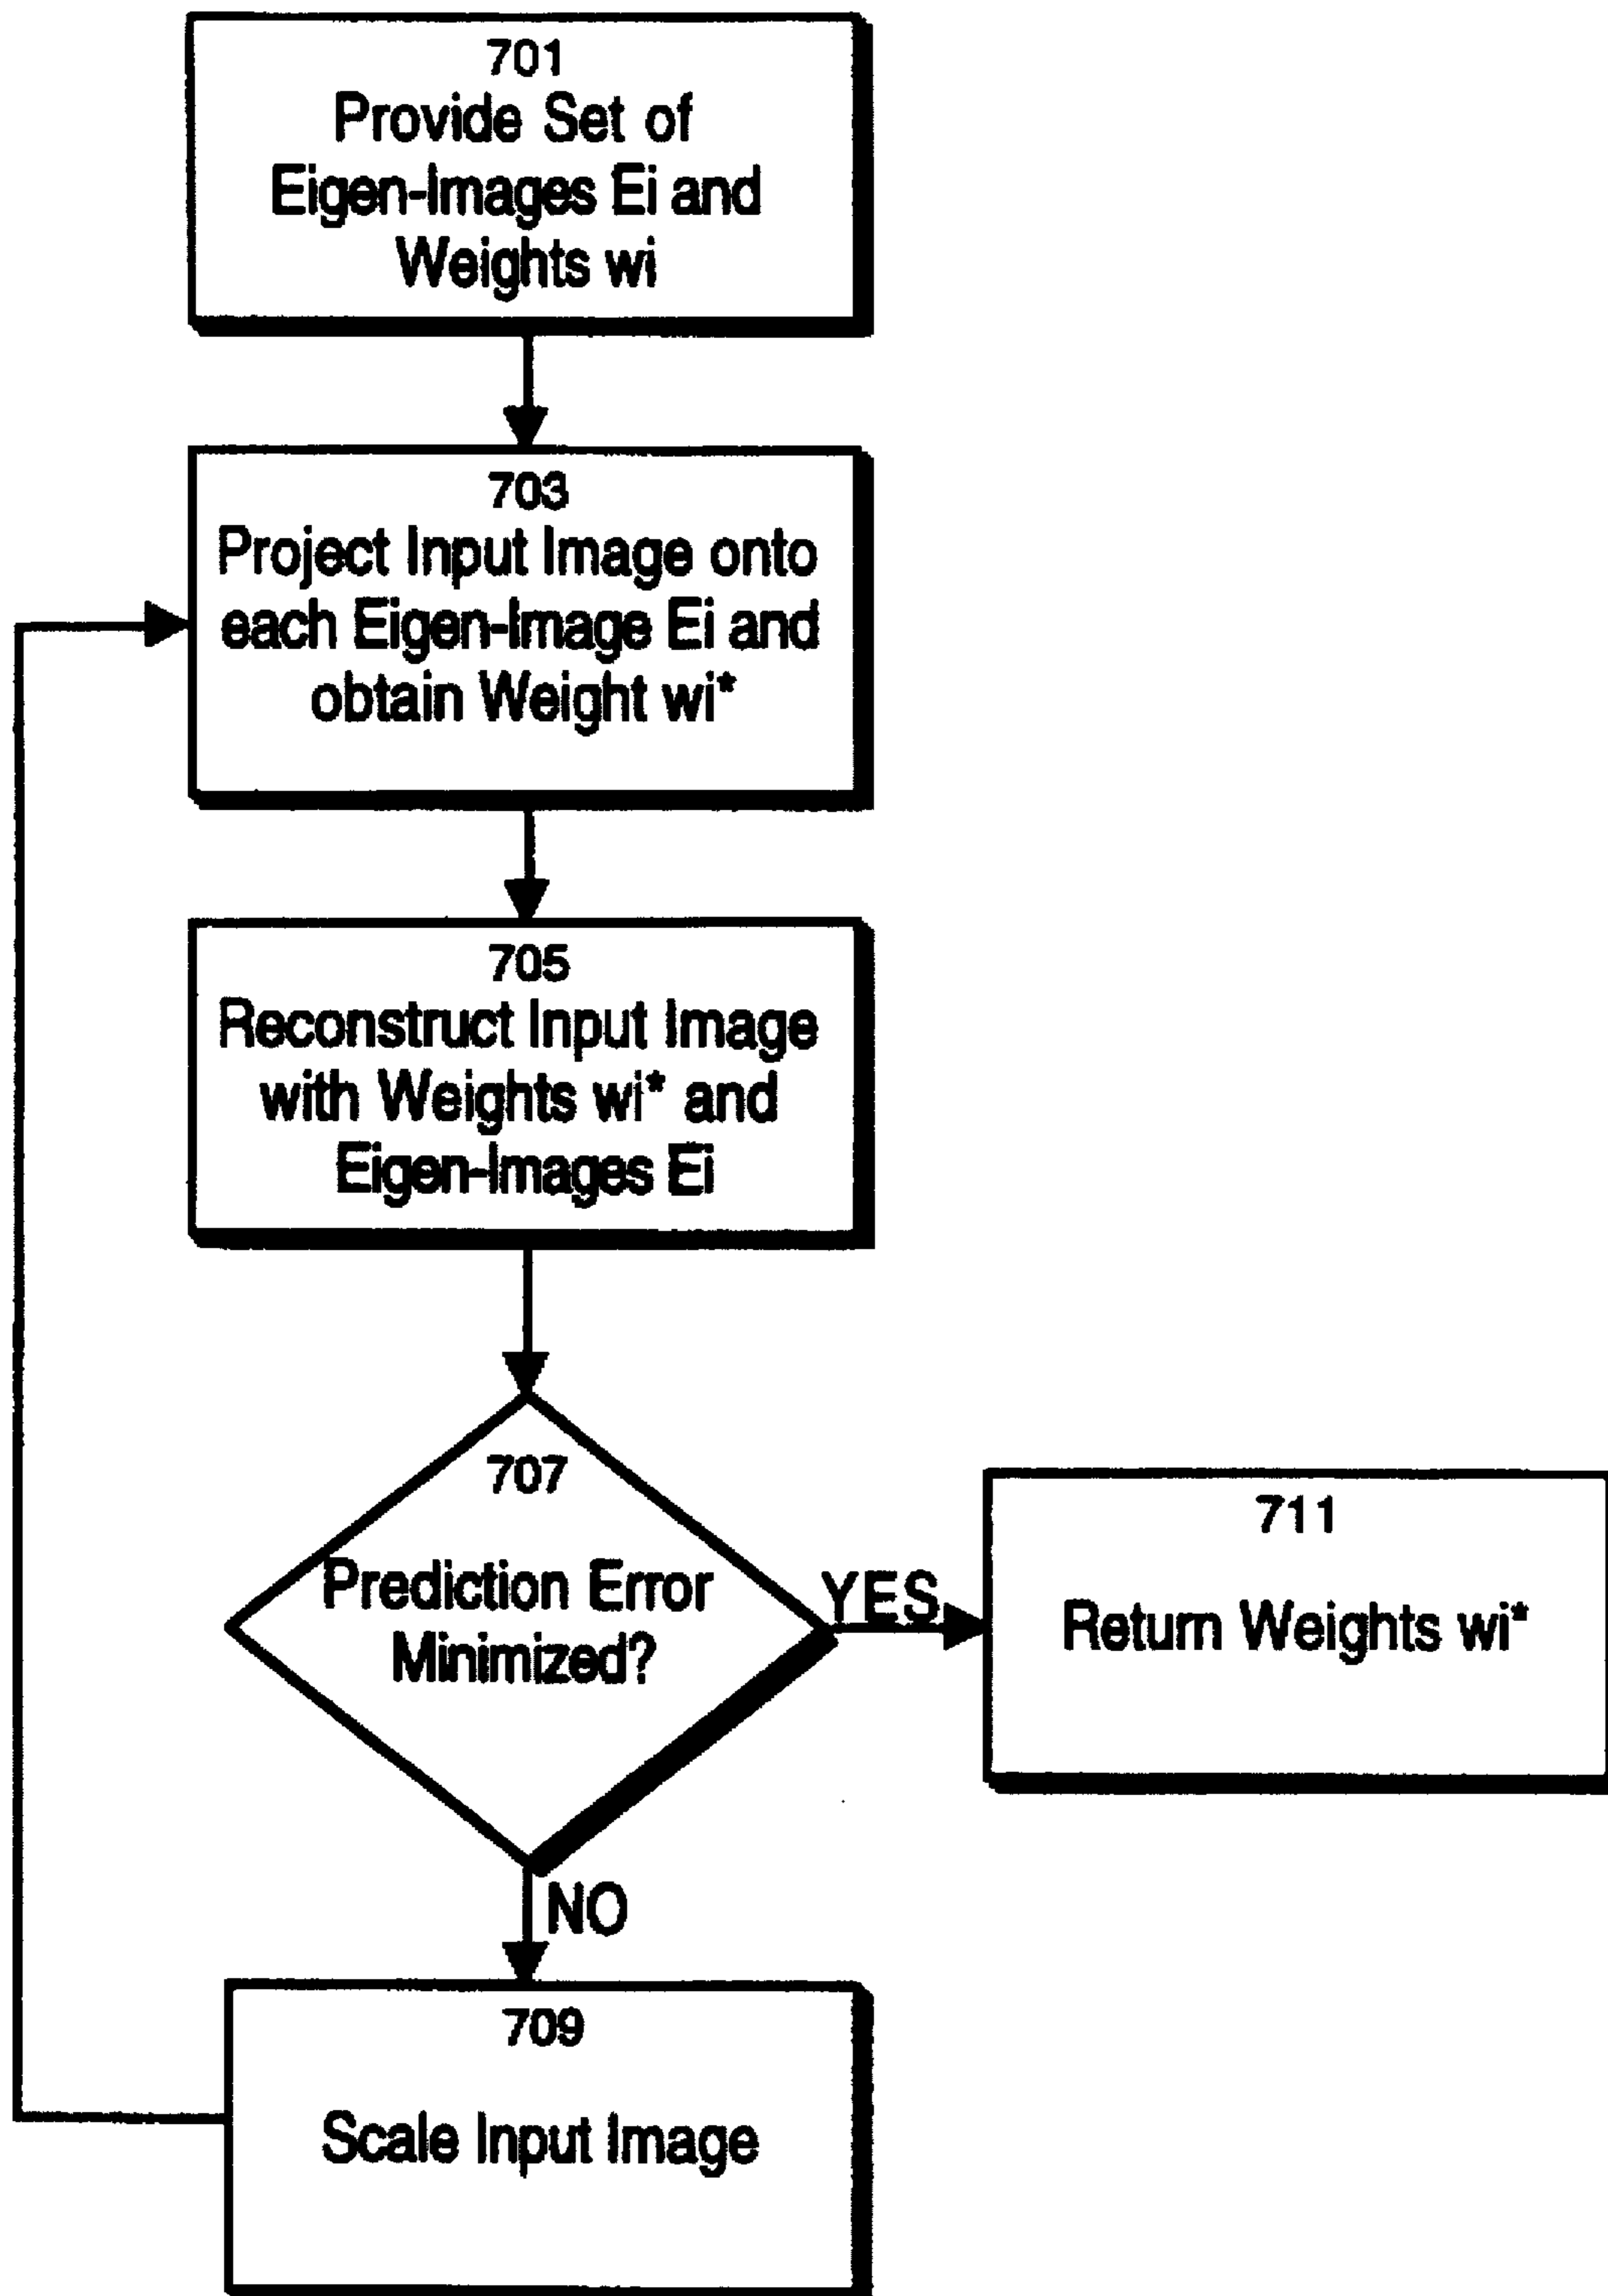 701
Provide Set of
Eigen-Images Ei and
Weights wi
703
Project Input Image onto
each Eigen-Image Ei and
obtain Weight wi*
705
Reconstruct Input Image
with Weights wi* and
Eigen-Images Ei
707
Prediction Error
Minimized?
YES
711
Return Weights wi*
NO
709
Scale Input Image